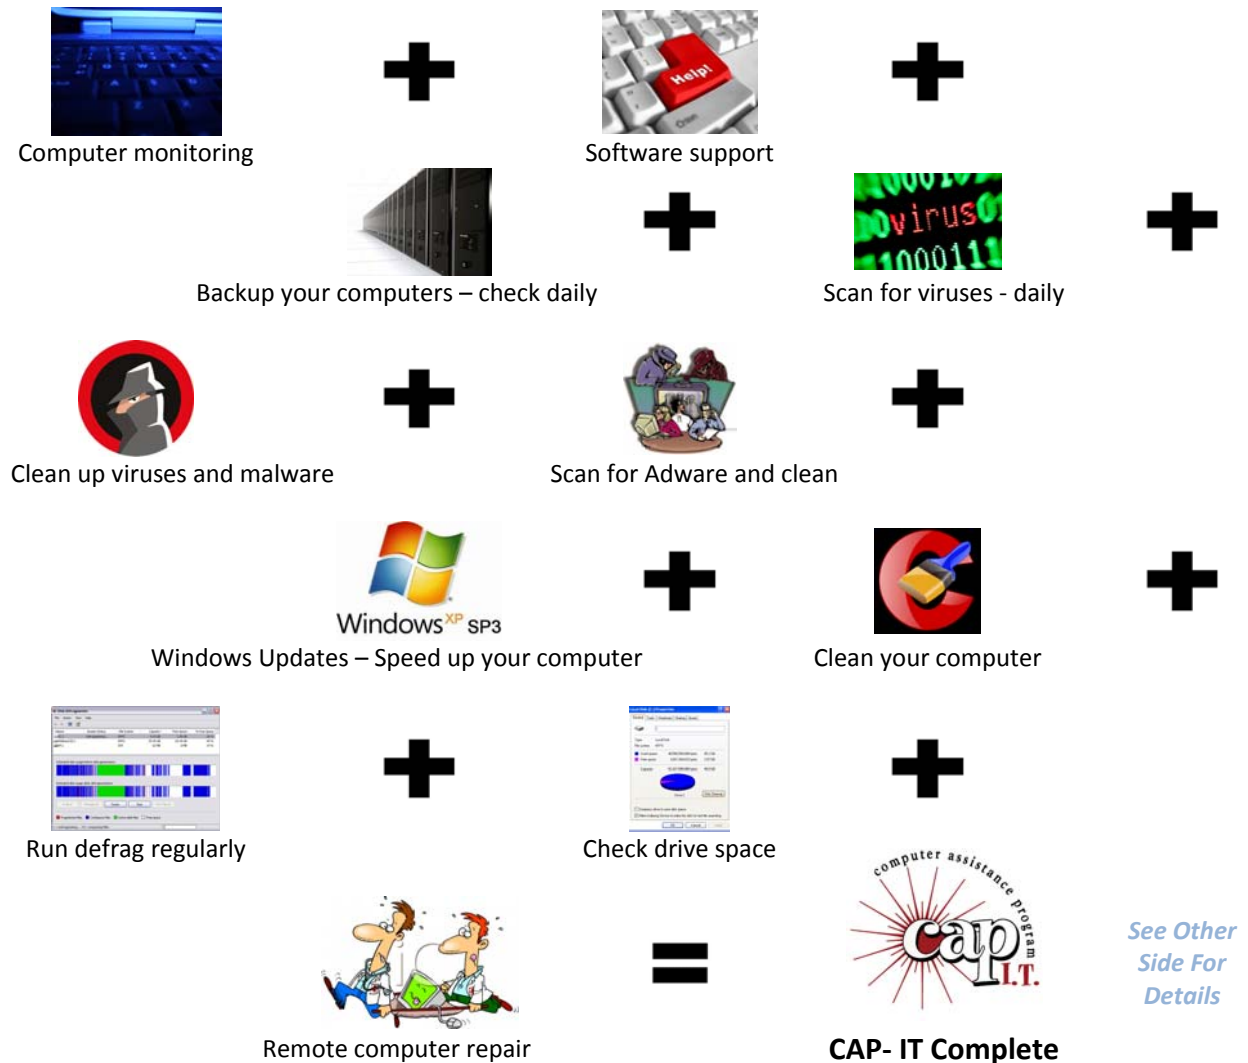 Help!
Computer monitoring
Software support
virus
1000111
Backup your computers – check daily
Scan for viruses - daily
Clean up viruses and malware
Scan for Adware and clean
Windows XP SP3
Windows Updates – Speed up your computer
Clean your computer
Run defrag regularly
Check drive space
computer assistance program
cap
I.T.
See Other
Side For
Details
Remote computer repair
CAP- IT Complete